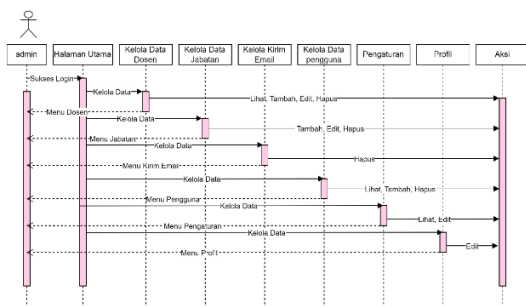 admin
Halaman Utama
Kelola Data
Dosen
Kelola Data
Jabatan
Kelola Kirim
Email
Kelola Data
pengguna
Pengaturan
Profil
Aksi
Sukses Login
Kelola Data
Lihat, Tambah, Edit, Hapus
Menu Dosen
Kelola Data
Tambah, Edit, Hapus
Menu Jabatan
Kelola Data
Hapus
Menu Kirim Email
Kelola Data
Lihat, Tambah, Hapus
Menu Pengguna
Kelola Data
Lihat, Edit
Menu Pengaturan
Kelola Data
Edit
Menu Profil